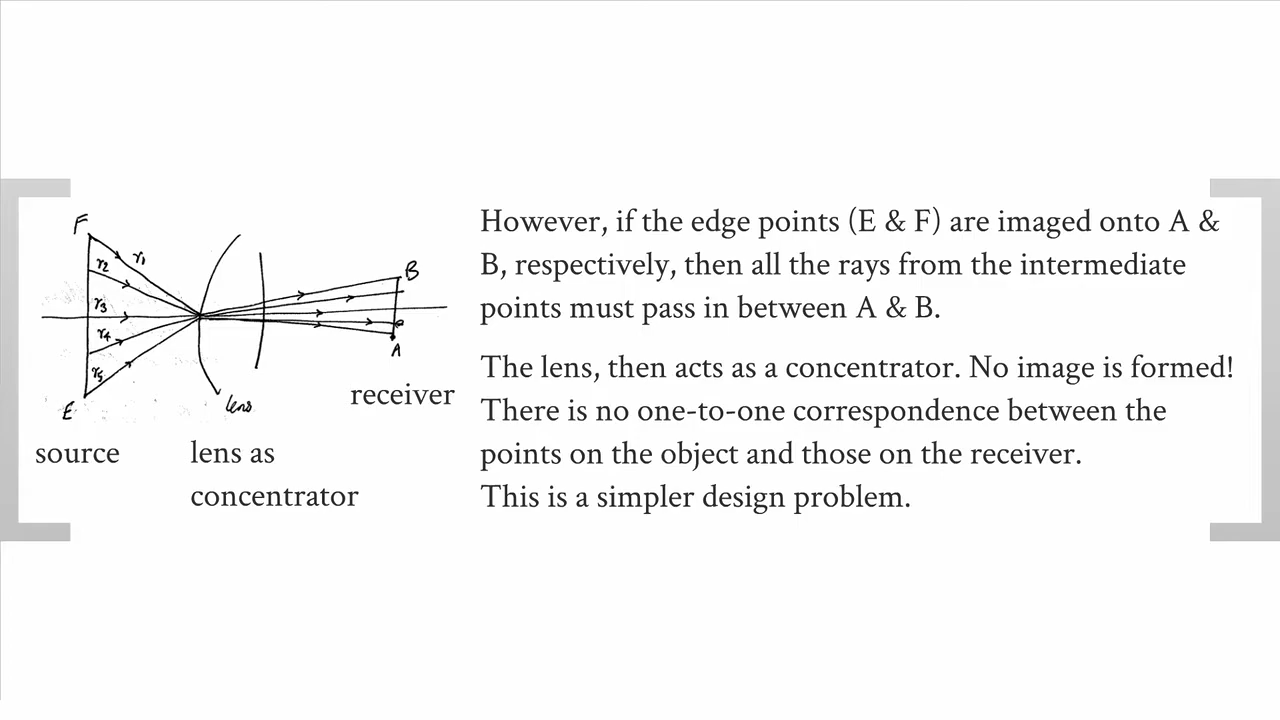 F
r1
r2
r3
r4
r5
E
lens
B
A
source
lens as
concentrator
receiver
However, if the edge points (E & F) are imaged onto A &
B, respectively, then all the rays from the intermediate
points must pass in between A & B.
The lens, then acts as a concentrator. No image is formed!
There is no one-to-one correspondence between the
points on the object and those on the receiver.
This is a simpler design problem.